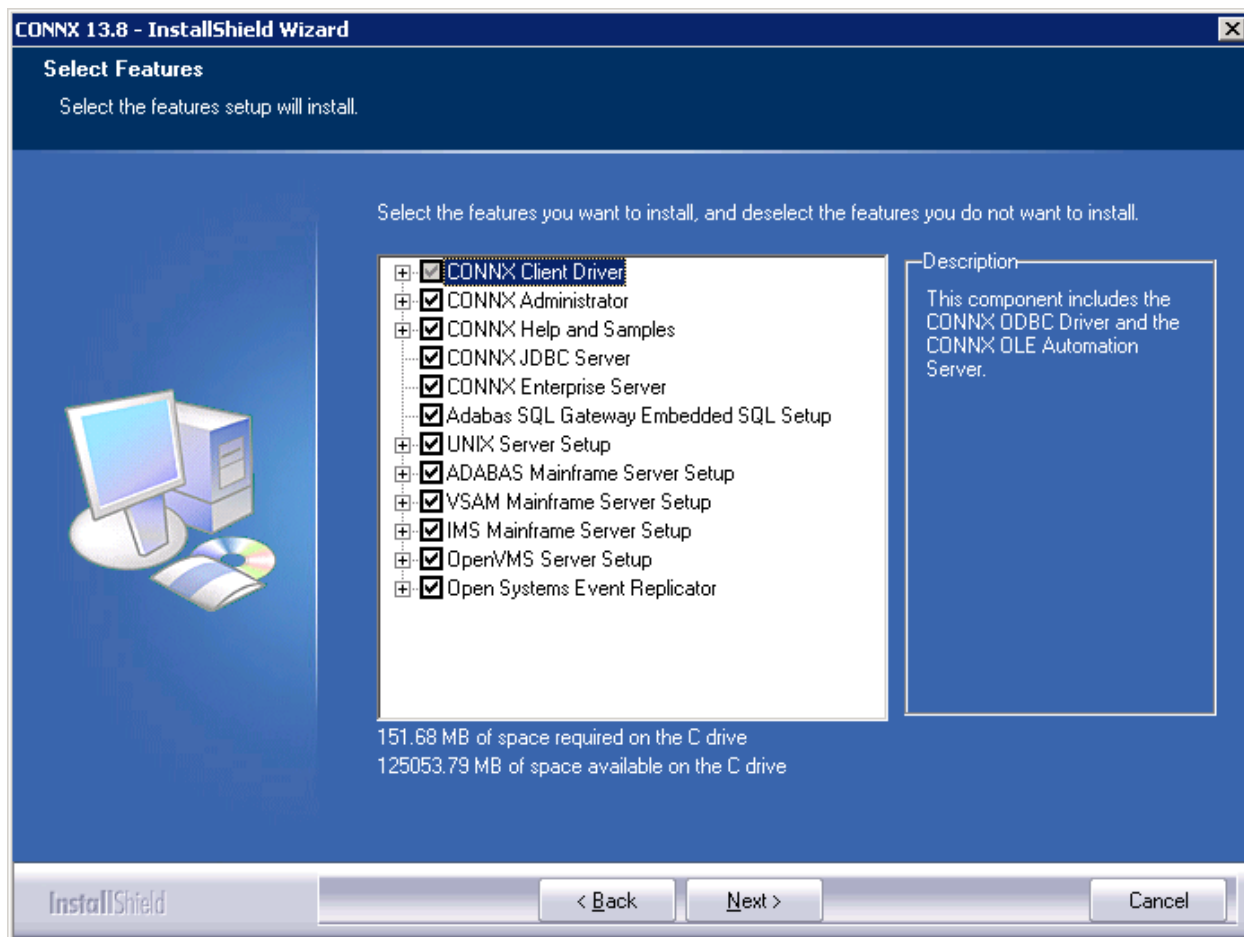 CONNX 13.8 - InstallShield Wizard
Select Features
Select the features setup will install.
Select the features you want to install, and deselect the features you do not want to install.
CONNX Client Driver
CONNX Administrator
CONNX Help and Samples
CONNX JDBC Server
CONNX Enterprise Server
Adabas SQL Gateway Embedded SQL Setup
UNIX Server Setup
ADABAS Mainframe Server Setup
VSAM Mainframe Server Setup
IMS Mainframe Server Setup
OpenVMS Server Setup
Open Systems Event Replicator
Description
This component includes the
CONNX ODBC Driver and the
CONNX OLE Automation
Server.
151.68 MB of space required on the C drive
125053.79 MB of space available on the C drive
InstallShield
< Back
Next >
Cancel